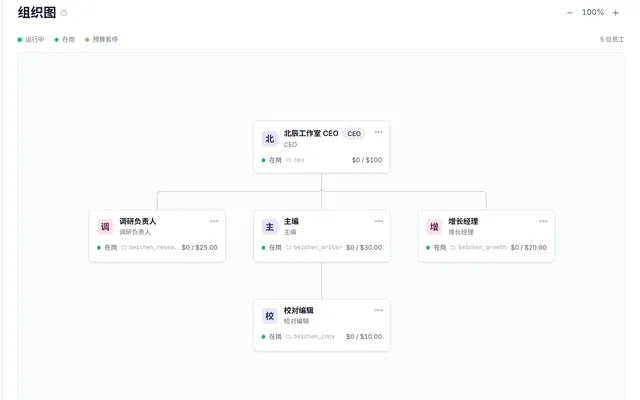 组织图
100%
运行中
在岗
预算暂停
5 位员工
北
北辰工作室 CEO
CEO
CEO
在岗
ceo
$0 / $100
调
调研负责人
调研负责人
在岗
beichen_resea…
$0 / $25.00
主
主编
主编
在岗
beichen_writer
$0 / $30.00
增
增长经理
增长经理
在岗
beichen_growth
$0 / $20.00
校
校对编辑
校对编辑
在岗
beichen_copy
$0 / $10.00